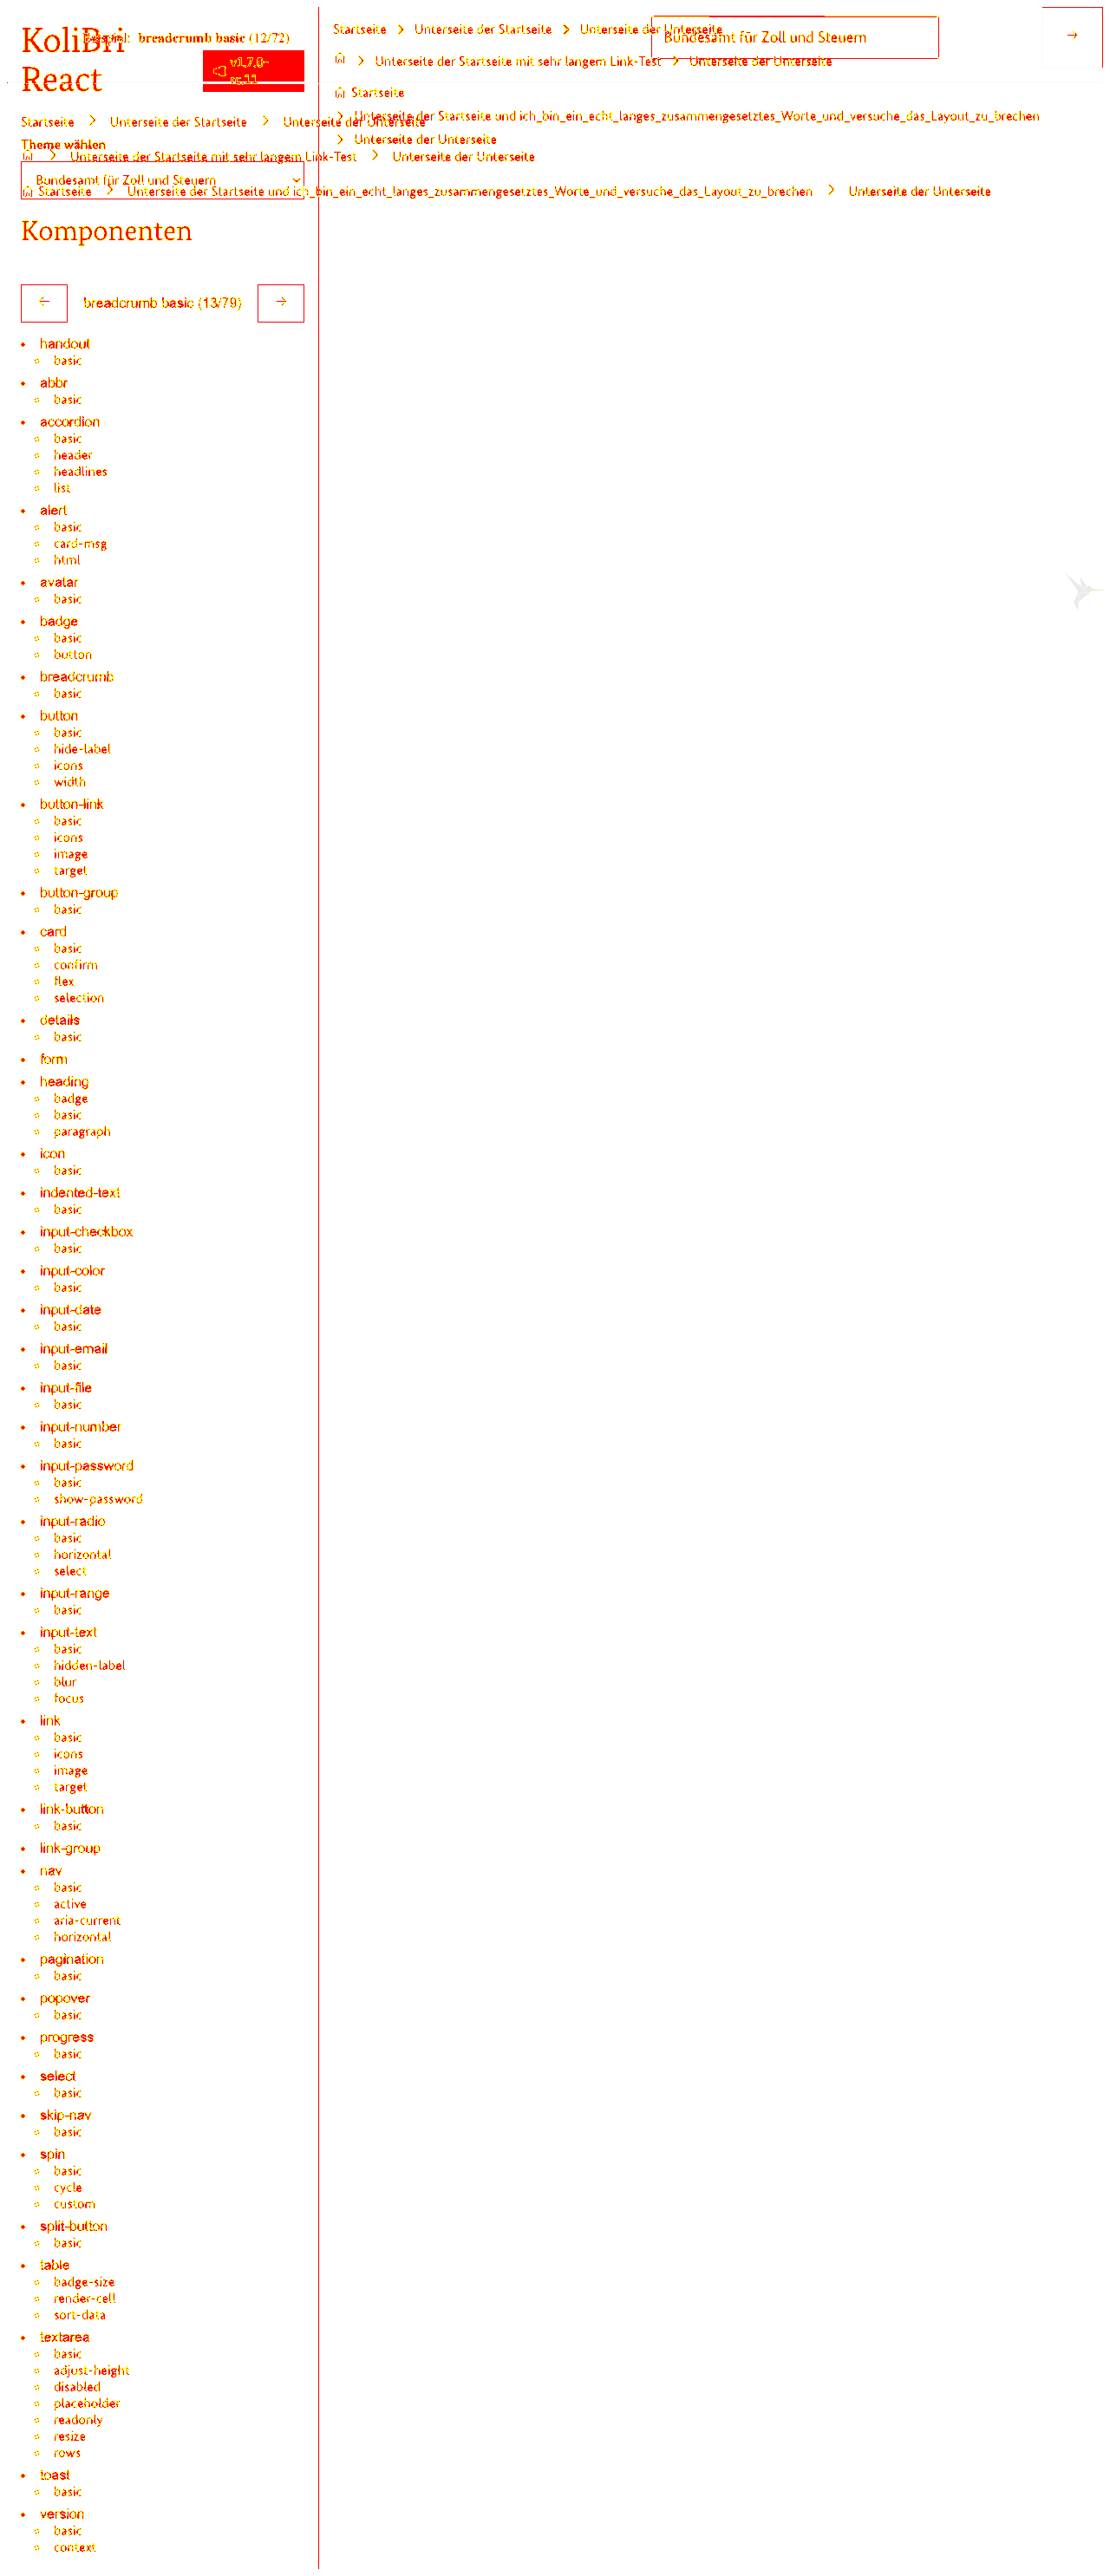 KoliBri
React
Beispiel: breadcrumb basic (12/72)
v1.7.0-
rc.11
Startseite Unterseite der Startseite Unterseite der Unterseite
Bundesamt für Zoll und Steuern
Unterseite der Startseite mit sehr langem Link-Test Unterseite der Unterseite
Startseite
Unterseite der Startseite und ich_bin_ein_echt_langes_zusammengesetztes_Worte_und_versuche_das_Layout_zu_brechen
Unterseite der Unterseite
Startseite Unterseite der Startseite Unterseite der Unterseite
Theme wählen
Unterseite der Startseite mit sehr langem Link-Test Unterseite der Unterseite
Bundesamt für Zoll und Steuern
Startseite Unterseite der Startseite und ich_bin_ein_echt_langes_zusammengesetztes_Worte_und_versuche_das_Layout_zu_brechen Unterseite der Unterseite
Komponenten
breadcrumb basic (13/79)
handout
basic
abbr
basic
accordion
basic
header
headlines
list
alert
basic
card-msg
html
avatar
basic
badge
basic
button
breadcrumb
basic
button
basic
hide-label
icons
width
button-link
basic
icons
image
target
button-group
basic
card
basic
confirm
flex
selection
details
basic
form
heading
badge
basic
paragraph
icon
basic
indented-text
basic
input-checkbox
basic
input-color
basic
input-date
basic
input-email
basic
input-file
basic
input-number
basic
input-password
basic
show-password
input-radio
basic
horizontal
select
input-range
basic
input-text
basic
hidden-label
blur
focus
link
basic
icons
image
target
link-button
basic
link-group
nav
basic
active
aria-current
horizontal
pagination
basic
popover
basic
progress
basic
select
basic
skip-nav
basic
spin
basic
cycle
custom
split-button
basic
table
badge-size
render-cell
sort-data
textarea
basic
adjust-height
disabled
placeholder
readonly
resize
rows
toast
basic
version
basic
context